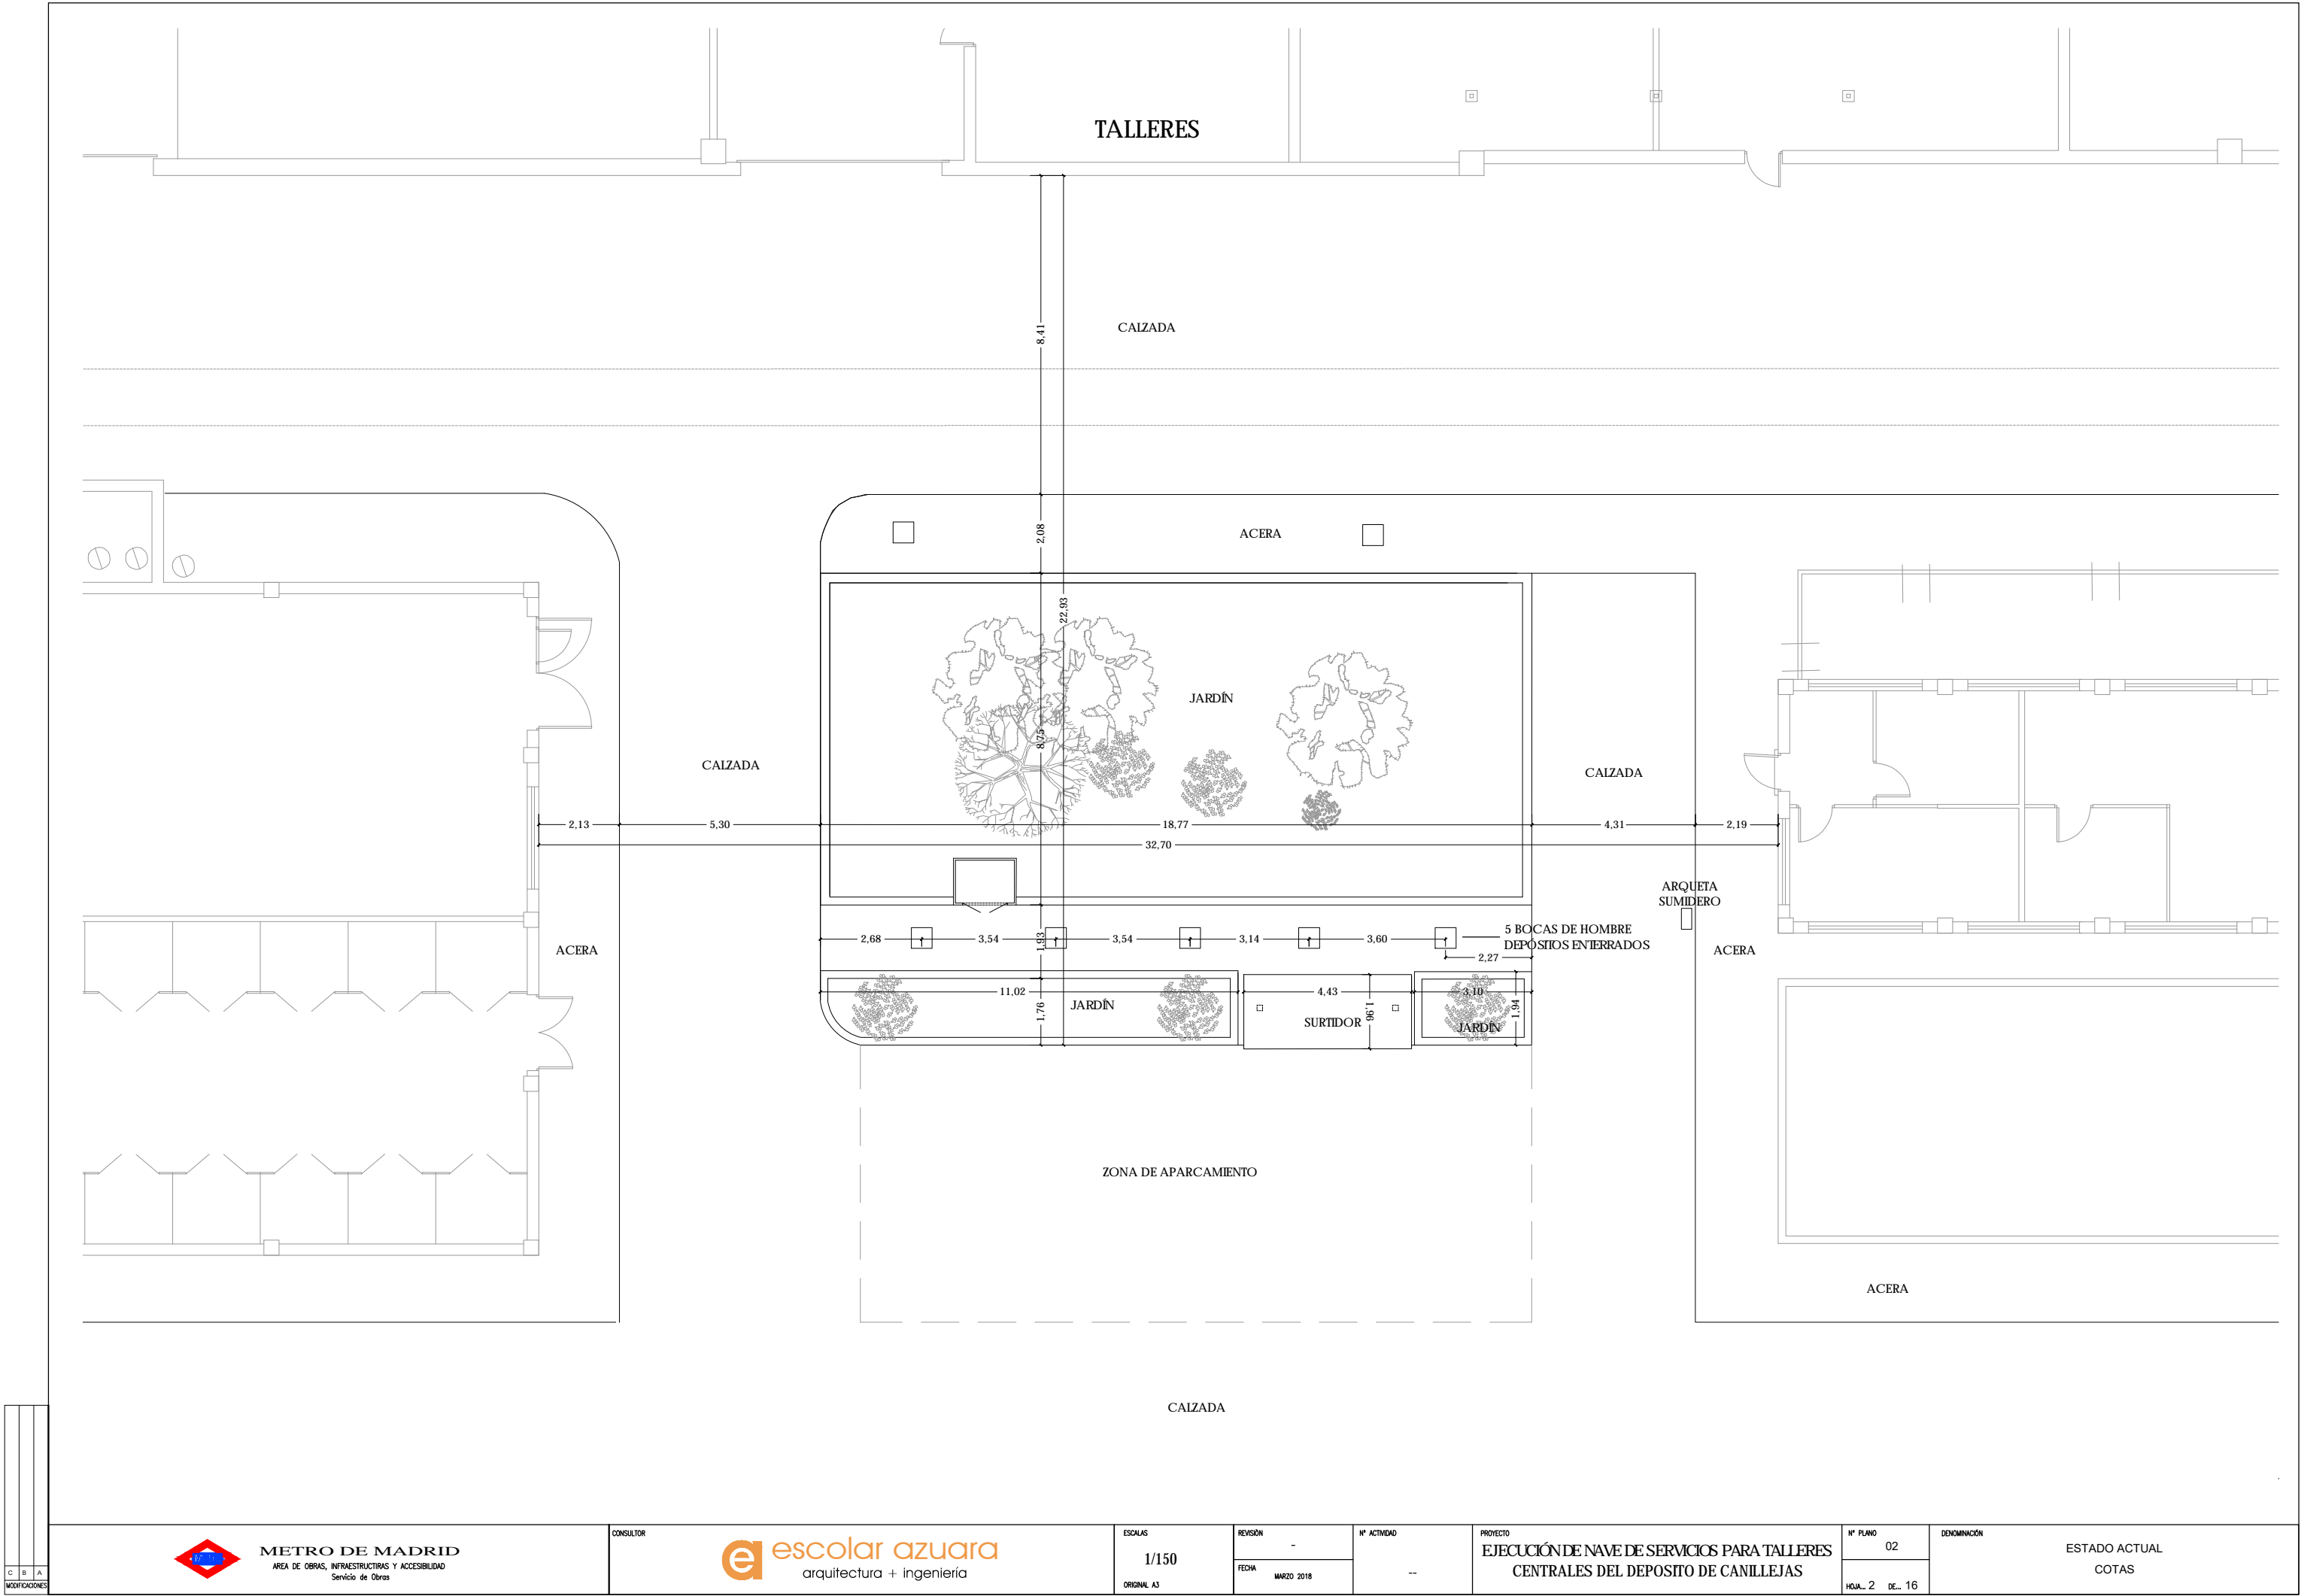 TALLERES
CALZADA
8,41
2,08
ACERA
22,93
JARDÍN
8,75
CALZADA
CALZADA
2,13
5,30
18,77
4,31
2,19
32,70
ARQUETA
SUMIDERO
5 BOCAS DE HOMBRE
DEPÓSTIOS ENTERRADOS
2,68
3,54
1,93
3,54
3,14
3,60
ACERA
ACERA
2,27
11,02
4,43
3,10
1,76
JARDÍN
1,96
1,94
SURTIDOR
JARDÍN
ZONA DE APARCAMIENTO
ACERA
CALZADA
C B A
MODIFICACIONES
METRO DE MADRID
AREA DE OBRAS, INFRAESTRUCTIRAS Y ACCESIBILIDAD
Servicio de Obras
CONSULTOR
escolar azuara
arquitectura + ingeniería
ESCALAS
1/150
ORIGINAL A3
REVISIÓN
-
FECHA
MARZO 2018
Nº ACTIVIDAD
--
PROYECTO
EJECUCIÓN DE NAVE DE SERVICIOS PARA TALLERES
CENTRALES DEL DEPOSITO DE CANILLEJAS
Nº PLANO
02
HOJA... 2 DE... 16
DENOMINACIÓN
ESTADO ACTUAL
COTAS